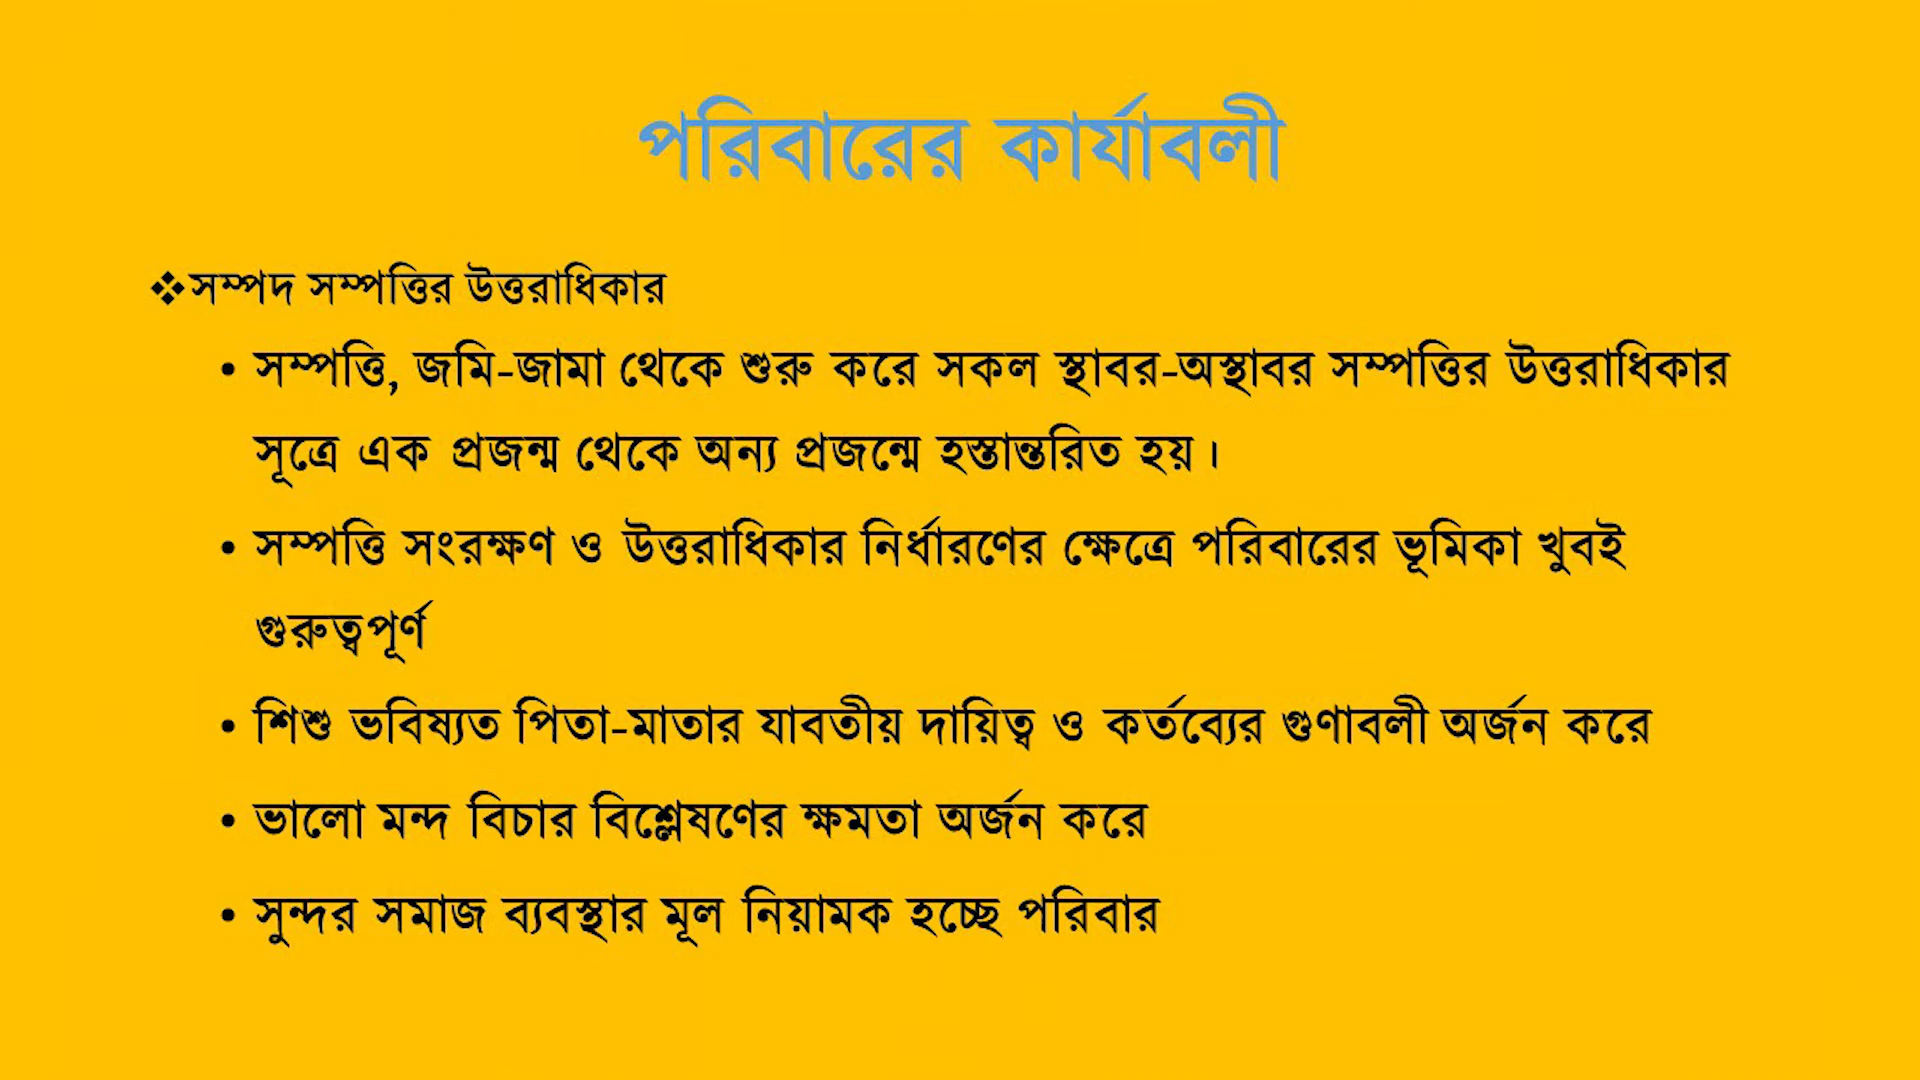 পরিবারের কার্যাবলী
❖সম্পদ সম্পত্তির উত্তরাধিকার
• সম্পত্তি, জমি-জামা থেকে শুরু করে সকল স্থাবর-অস্থাবর সম্পত্তির উত্তরাধিকার
সূত্রে এক প্রজন্ম থেকে অন্য প্রজন্মে হস্তান্তরিত হয়।
• সম্পত্তি সংরক্ষণ ও উত্তরাধিকার নির্ধারণের ক্ষেত্রে পরিবারের ভূমিকা খুবই
গুরুত্বপূর্ণ
• শিশু ভবিষ্যত পিতা-মাতার যাবতীয় দায়িত্ব ও কর্তব্যের গুণাবলী অর্জন করে
• ভালো মন্দ বিচার বিশ্লেষণের ক্ষমতা অর্জন করে
• সুন্দর সমাজ ব্যবস্থার মূল নিয়ামক হচ্ছে পরিবার